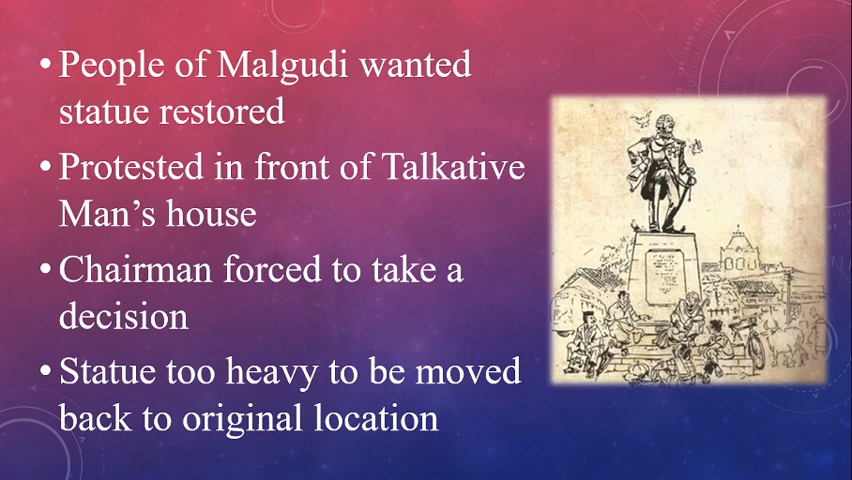 • People of Malgudi wanted
statue restored
• Protested in front of Talkative
Man's house
• Chairman forced to take a
decision
• Statue too heavy to be moved
back to original location